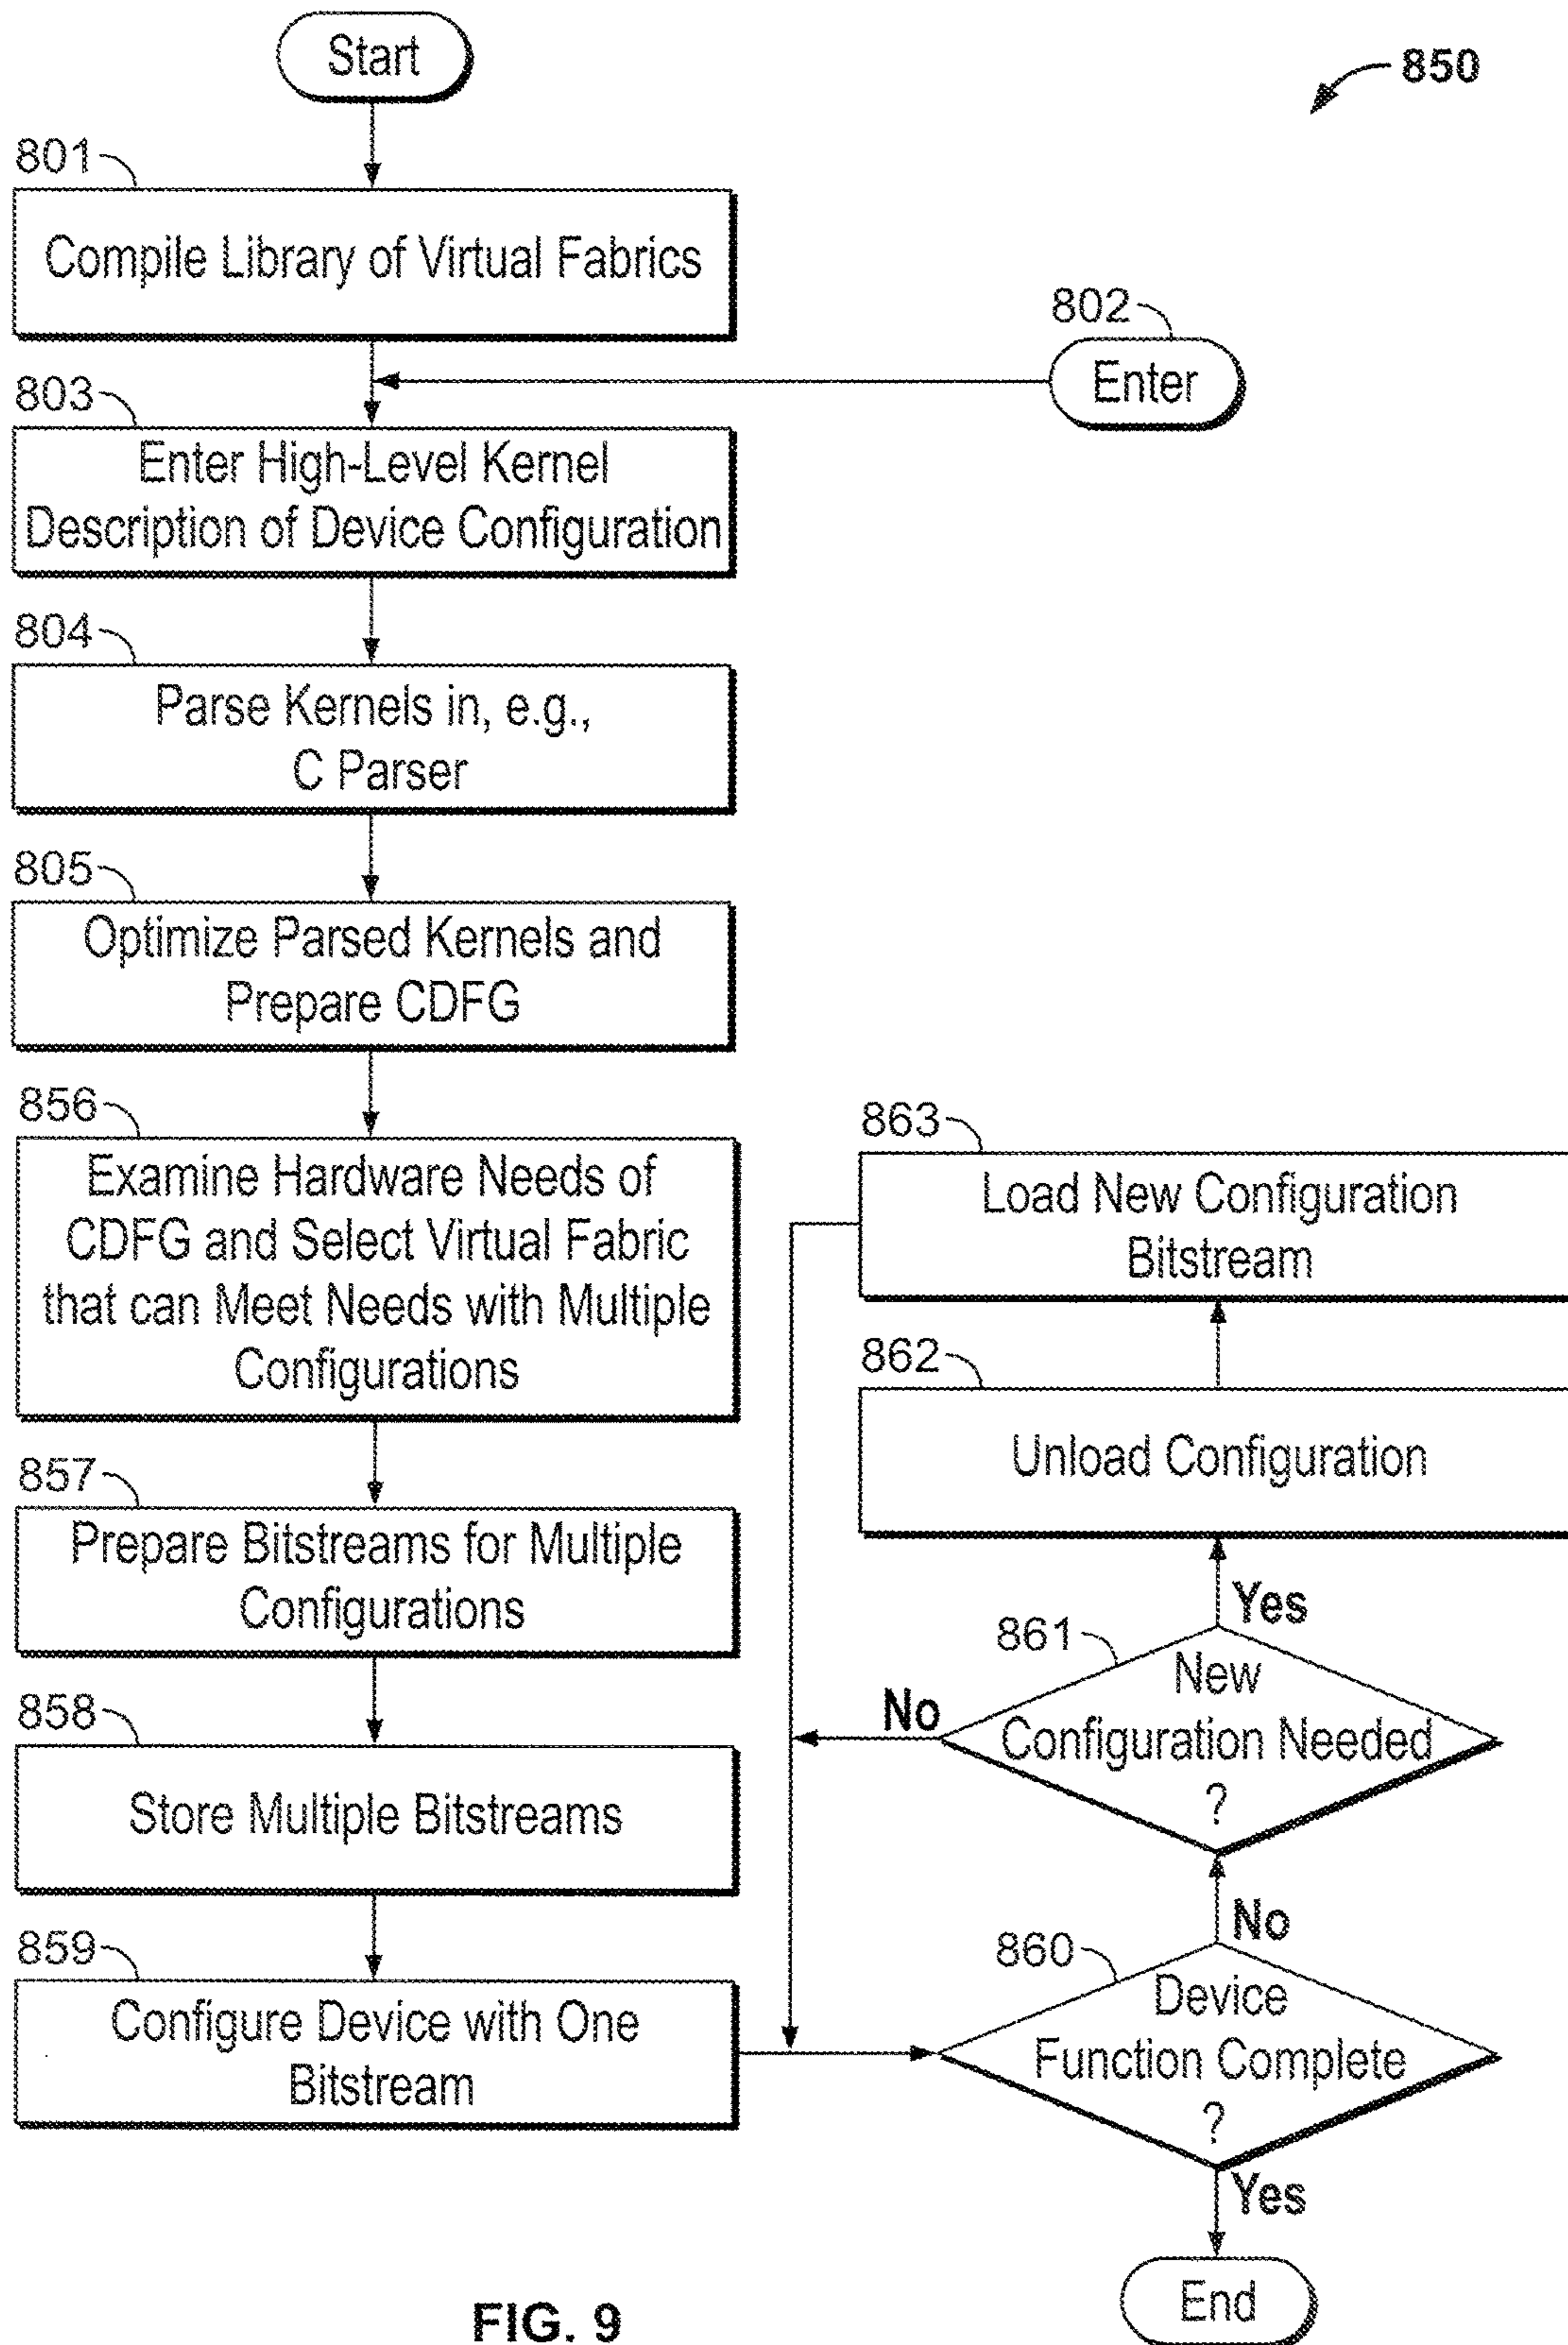 Start
850
801
Compile Library of Virtual Fabrics
802
Enter
803
Enter High-Level Kernel
Description of Device Configuration
804
Parse Kernels in, e.g.,
C Parser
805
Optimize Parsed Kernels and
Prepare CDFG
856
Examine Hardware Needs of
CDFG and Select Virtual Fabric
that can Meet Needs with Multiple
Configurations
857
Prepare Bitstreams for Multiple
Configurations
858
Store Multiple Bitstreams
859
Configure Device with One
Bitstream
863
Load New Configuration
Bitstream
862
Unload Configuration
Yes
861
New
Configuration Needed
?
No
No
860
Device
Function Complete
?
Yes
End
FIG. 9